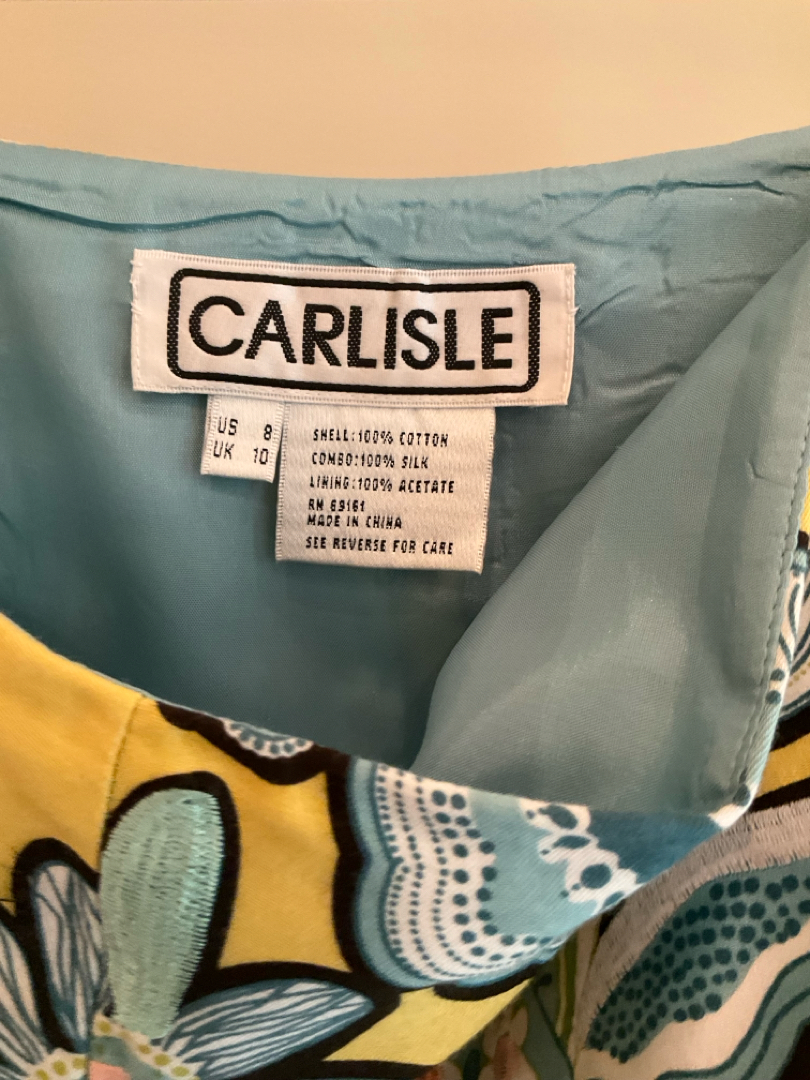 CARLISLE
US 8
UK 10
SHELL:100% COTTON
COMBO:100% SILK
LINING:100% ACETATE
RN 69161
MADE IN CHINA
SEE REVERSE FOR CARE